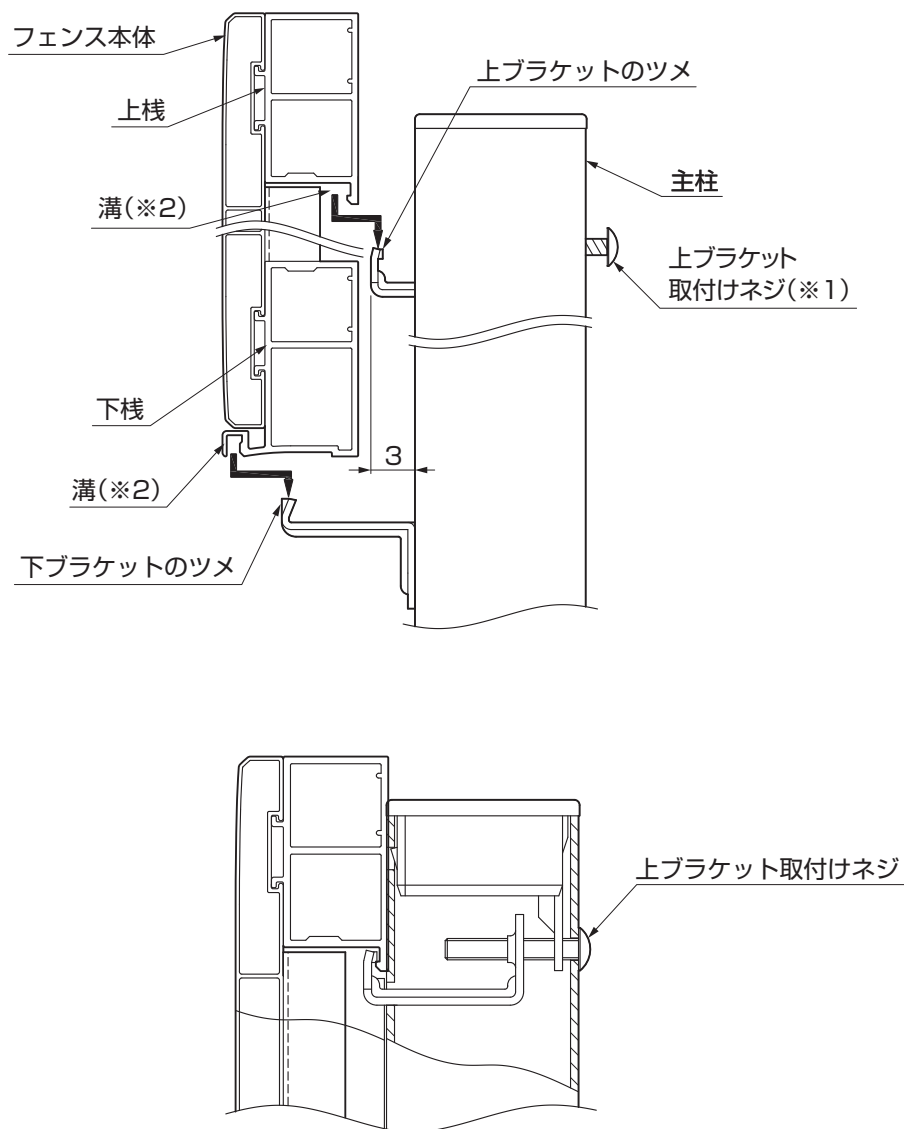 フェンス本体
上ブラケットのツメ
上桟
主柱
溝(※2)
上ブラケット
取付けネジ(※1)
下桟
3
溝(※2)
下ブラケットのツメ
上ブラケット取付けネジ